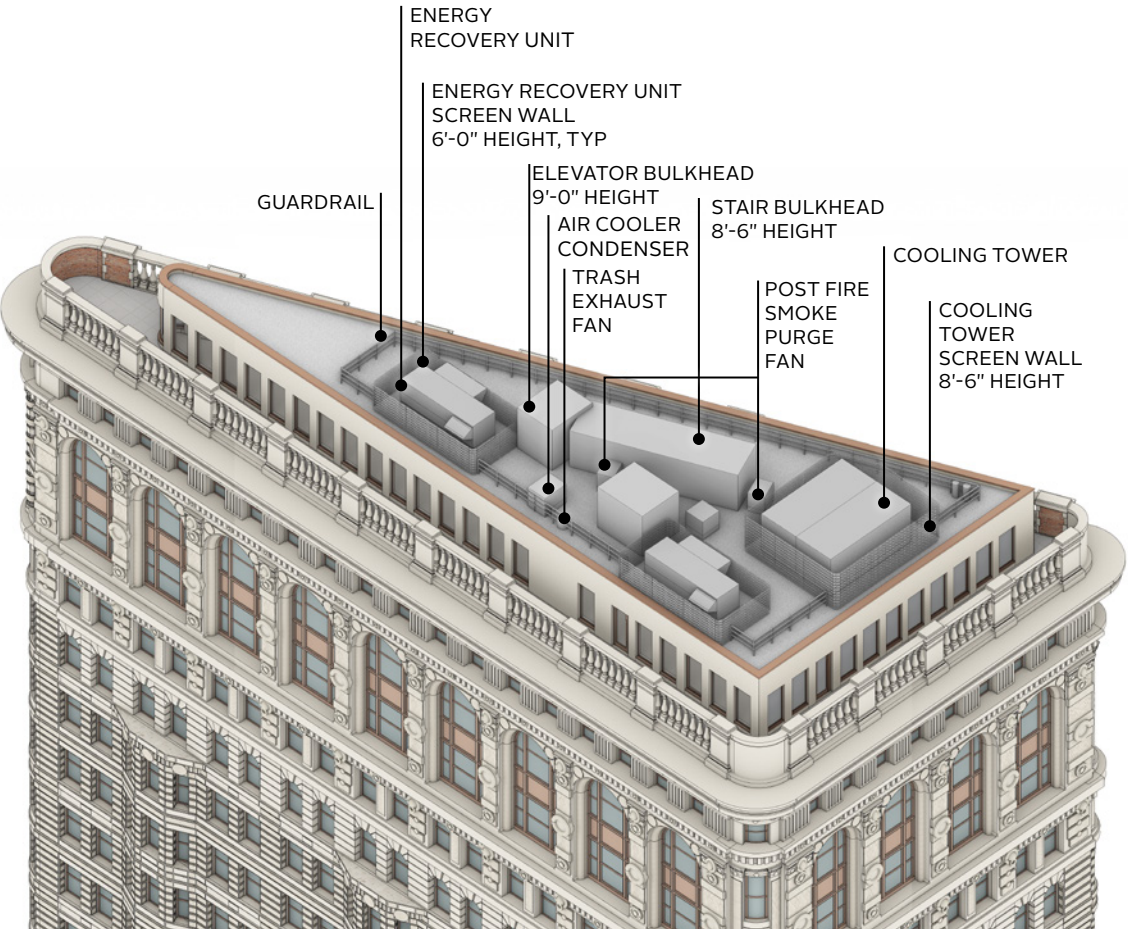 ENERGY
RECOVERY UNIT
ENERGY RECOVERY UNIT
SCREEN WALL
6'-0" HEIGHT, TYP
ELEVATOR BULKHEAD
9'-0" HEIGHT
GUARDRAIL
STAIR BULKHEAD
8'-6" HEIGHT
AIR COOLER
CONDENSER
COOLING TOWER
TRASH
EXHAUST
FAN
POST FIRE
SMOKE
PURGE
FAN
COOLING
TOWER
SCREEN WALL
8'-6" HEIGHT